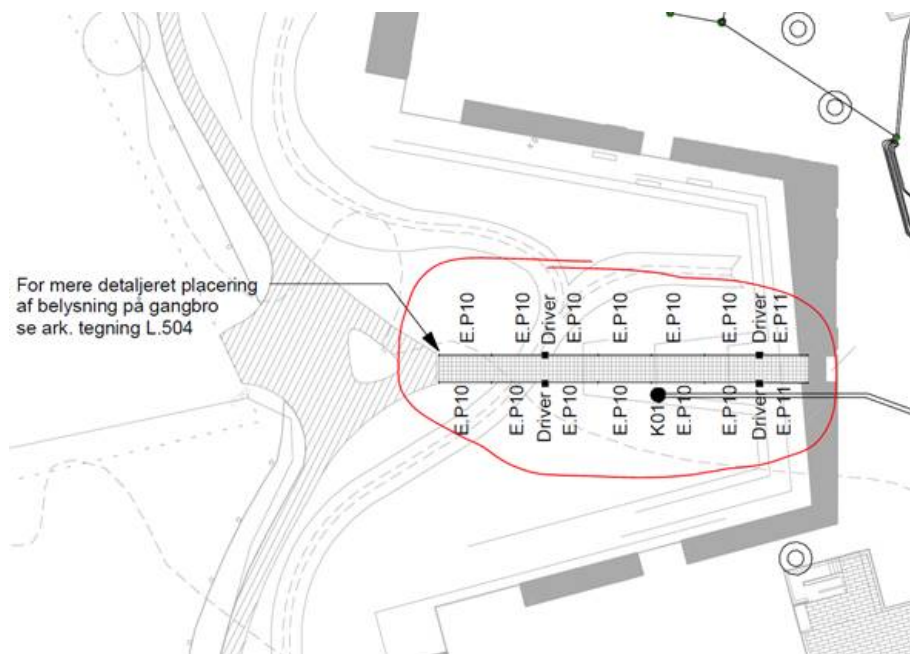 For mere detaljeret placering
af belysning på gangbro
se ark. tegning L.504
E.P10
E.P10
Driver
E.P10
E.P10
E.P10
E.P10
Driver
E.P11
E.P10
E.P10
Driver
E.P10
E.P10
K01
E.P10
E.P10
Driver
E.P11